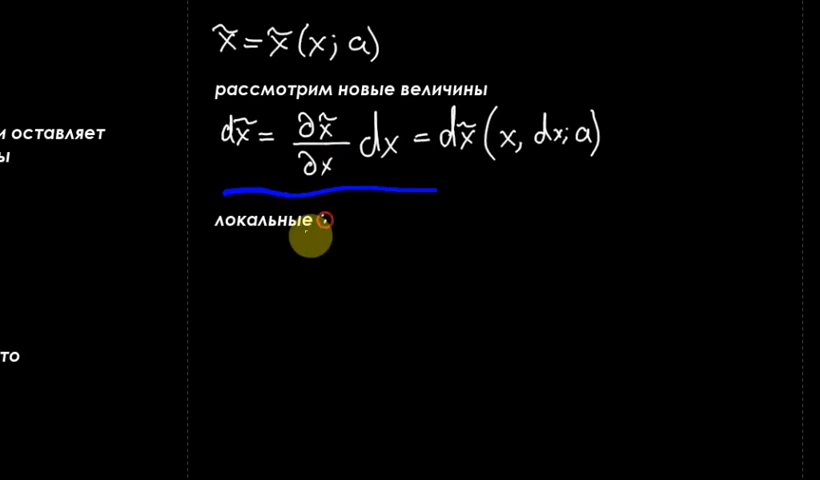 x̃ = x̃(x; a)
рассмотрим новые величины
dx̃ = ∂x̃/∂x dx = dx̃(x, dx; a)
и оставляет
ы
локальные
то